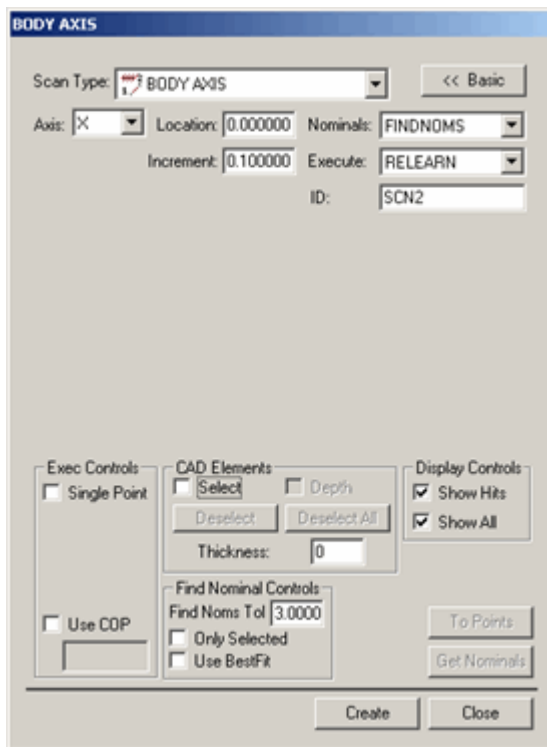 BODY AXIS
Scan Type: BODY AXIS << Basic
Axis: X Location: 0.000000 Nominals: FINDNOMS
Increment: 0.100000 Execute: RELEARN
ID: SCN2
Exec Controls
Single Point
Use COP
CAD Elements
Select Depth
Deselect Deselect All
Thickness: 0
Display Controls
Show Hits
Show All
Find Nominal Controls
Find Noms Tol 3.0000
Only Selected
Use BestFit
To Points
Get Nominals
Create Close